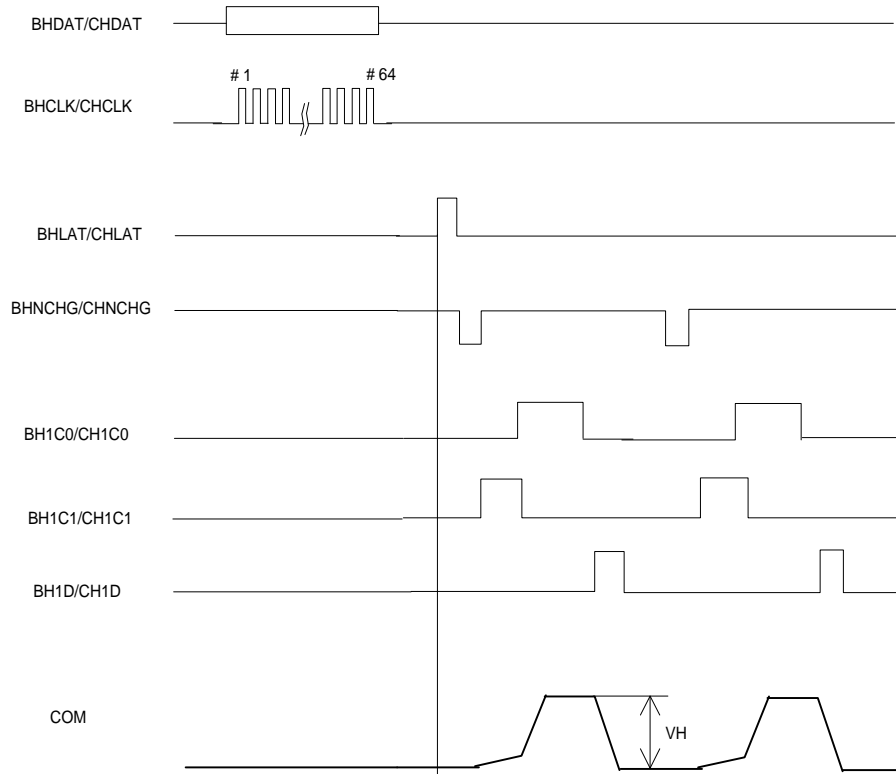 BHDAT/CHDAT
# 1
# 64
BHCLK/CHCLK
BHLAT/CHLAT
BHNCHG/CHNCHG
BH1C0/CH1C0
BH1C1/CH1C1
BH1D/CH1D
COM
VH